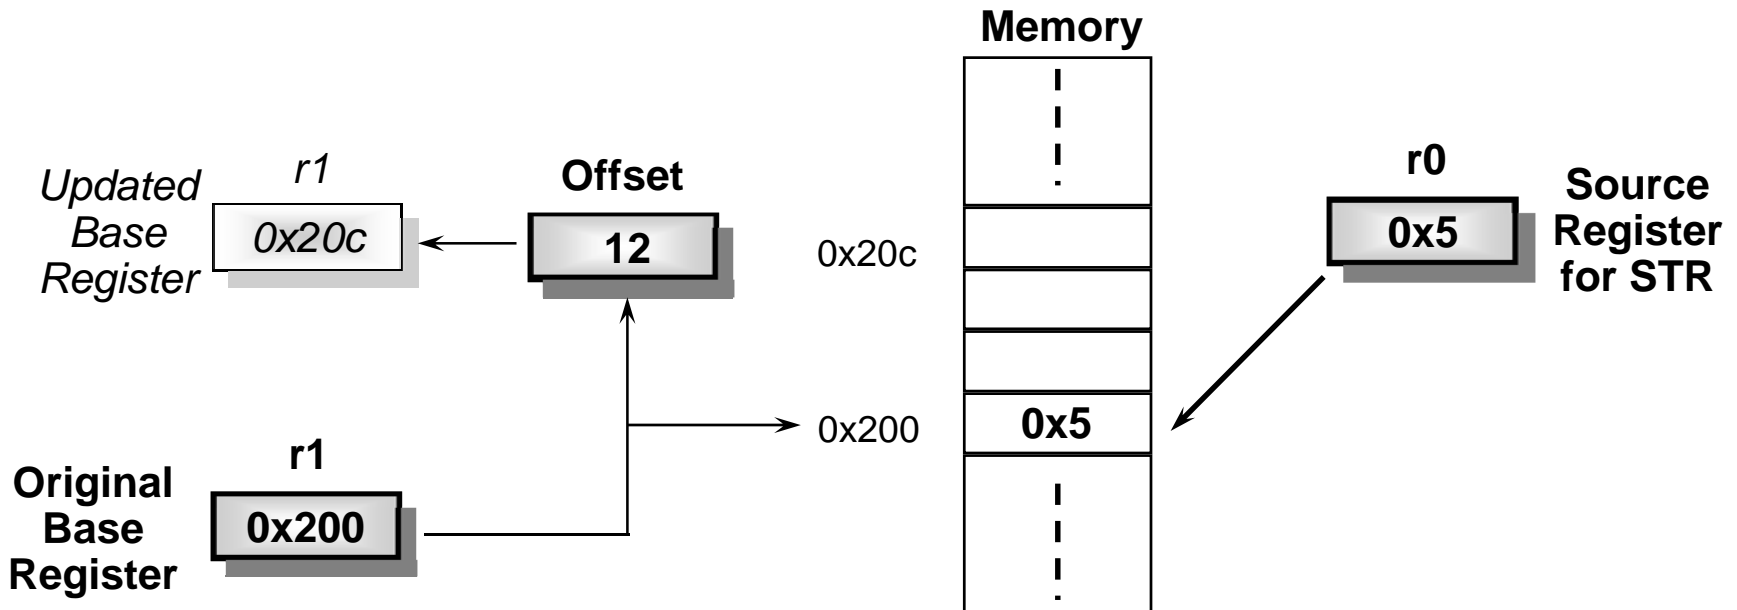 Memory
Updated
Base
Register
r1
0x20c
Offset
12
0x20c
r0
0x5
Source
Register
for STR
0x200
0x5
Original
Base
Register
r1
0x200